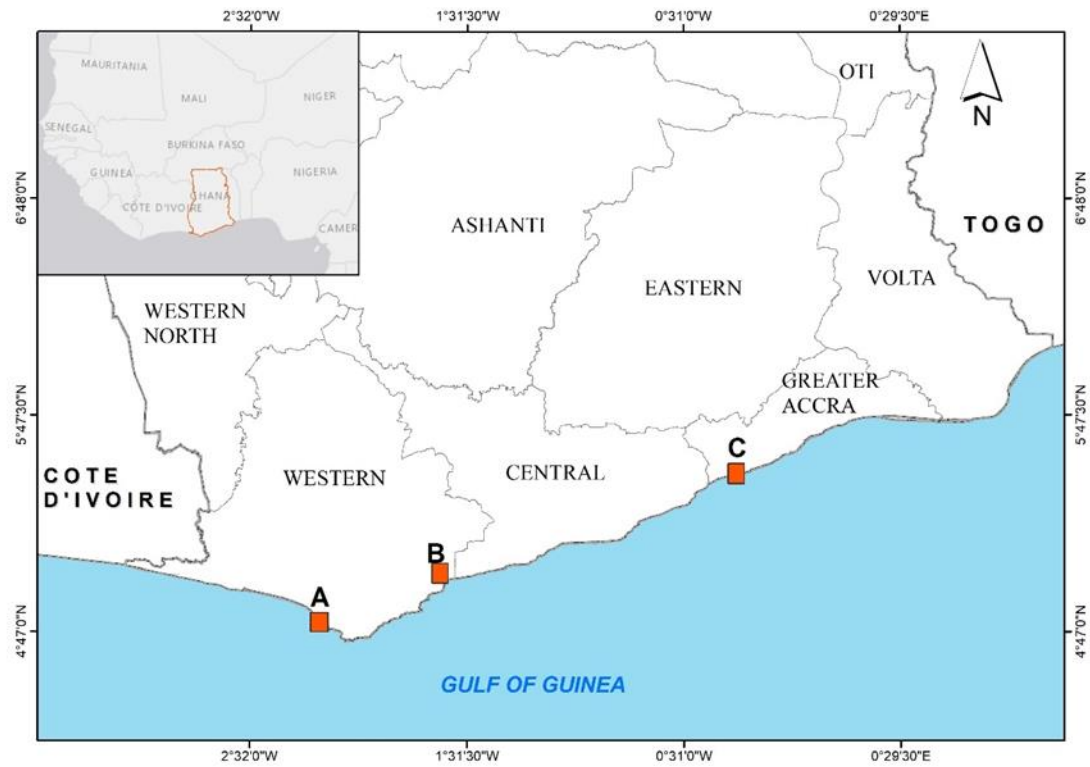 2°32'0"W
1°31'30"W
0°31'0"W
0°29'30"E
MAURITANIA
MALI
NIGER
SENEGAL
BURKINA FASO
GUINEA
NIGERIA
GHANA
CÔTE D'IVOIRE
CAMER
OTI
N
6°48'0"N
6°48'0"N
ASHANTI
TOGO
VOLTA
EASTERN
WESTERN
NORTH
GREATER
ACCRA
5°47'30"N
5°47'30"N
C
COTE
D'IVOIRE
WESTERN
CENTRAL
B
A
4°47'0"N
4°47'0"N
GULF OF GUINEA
2°32'0"W
1°31'30"W
0°31'0"W
0°29'30"E